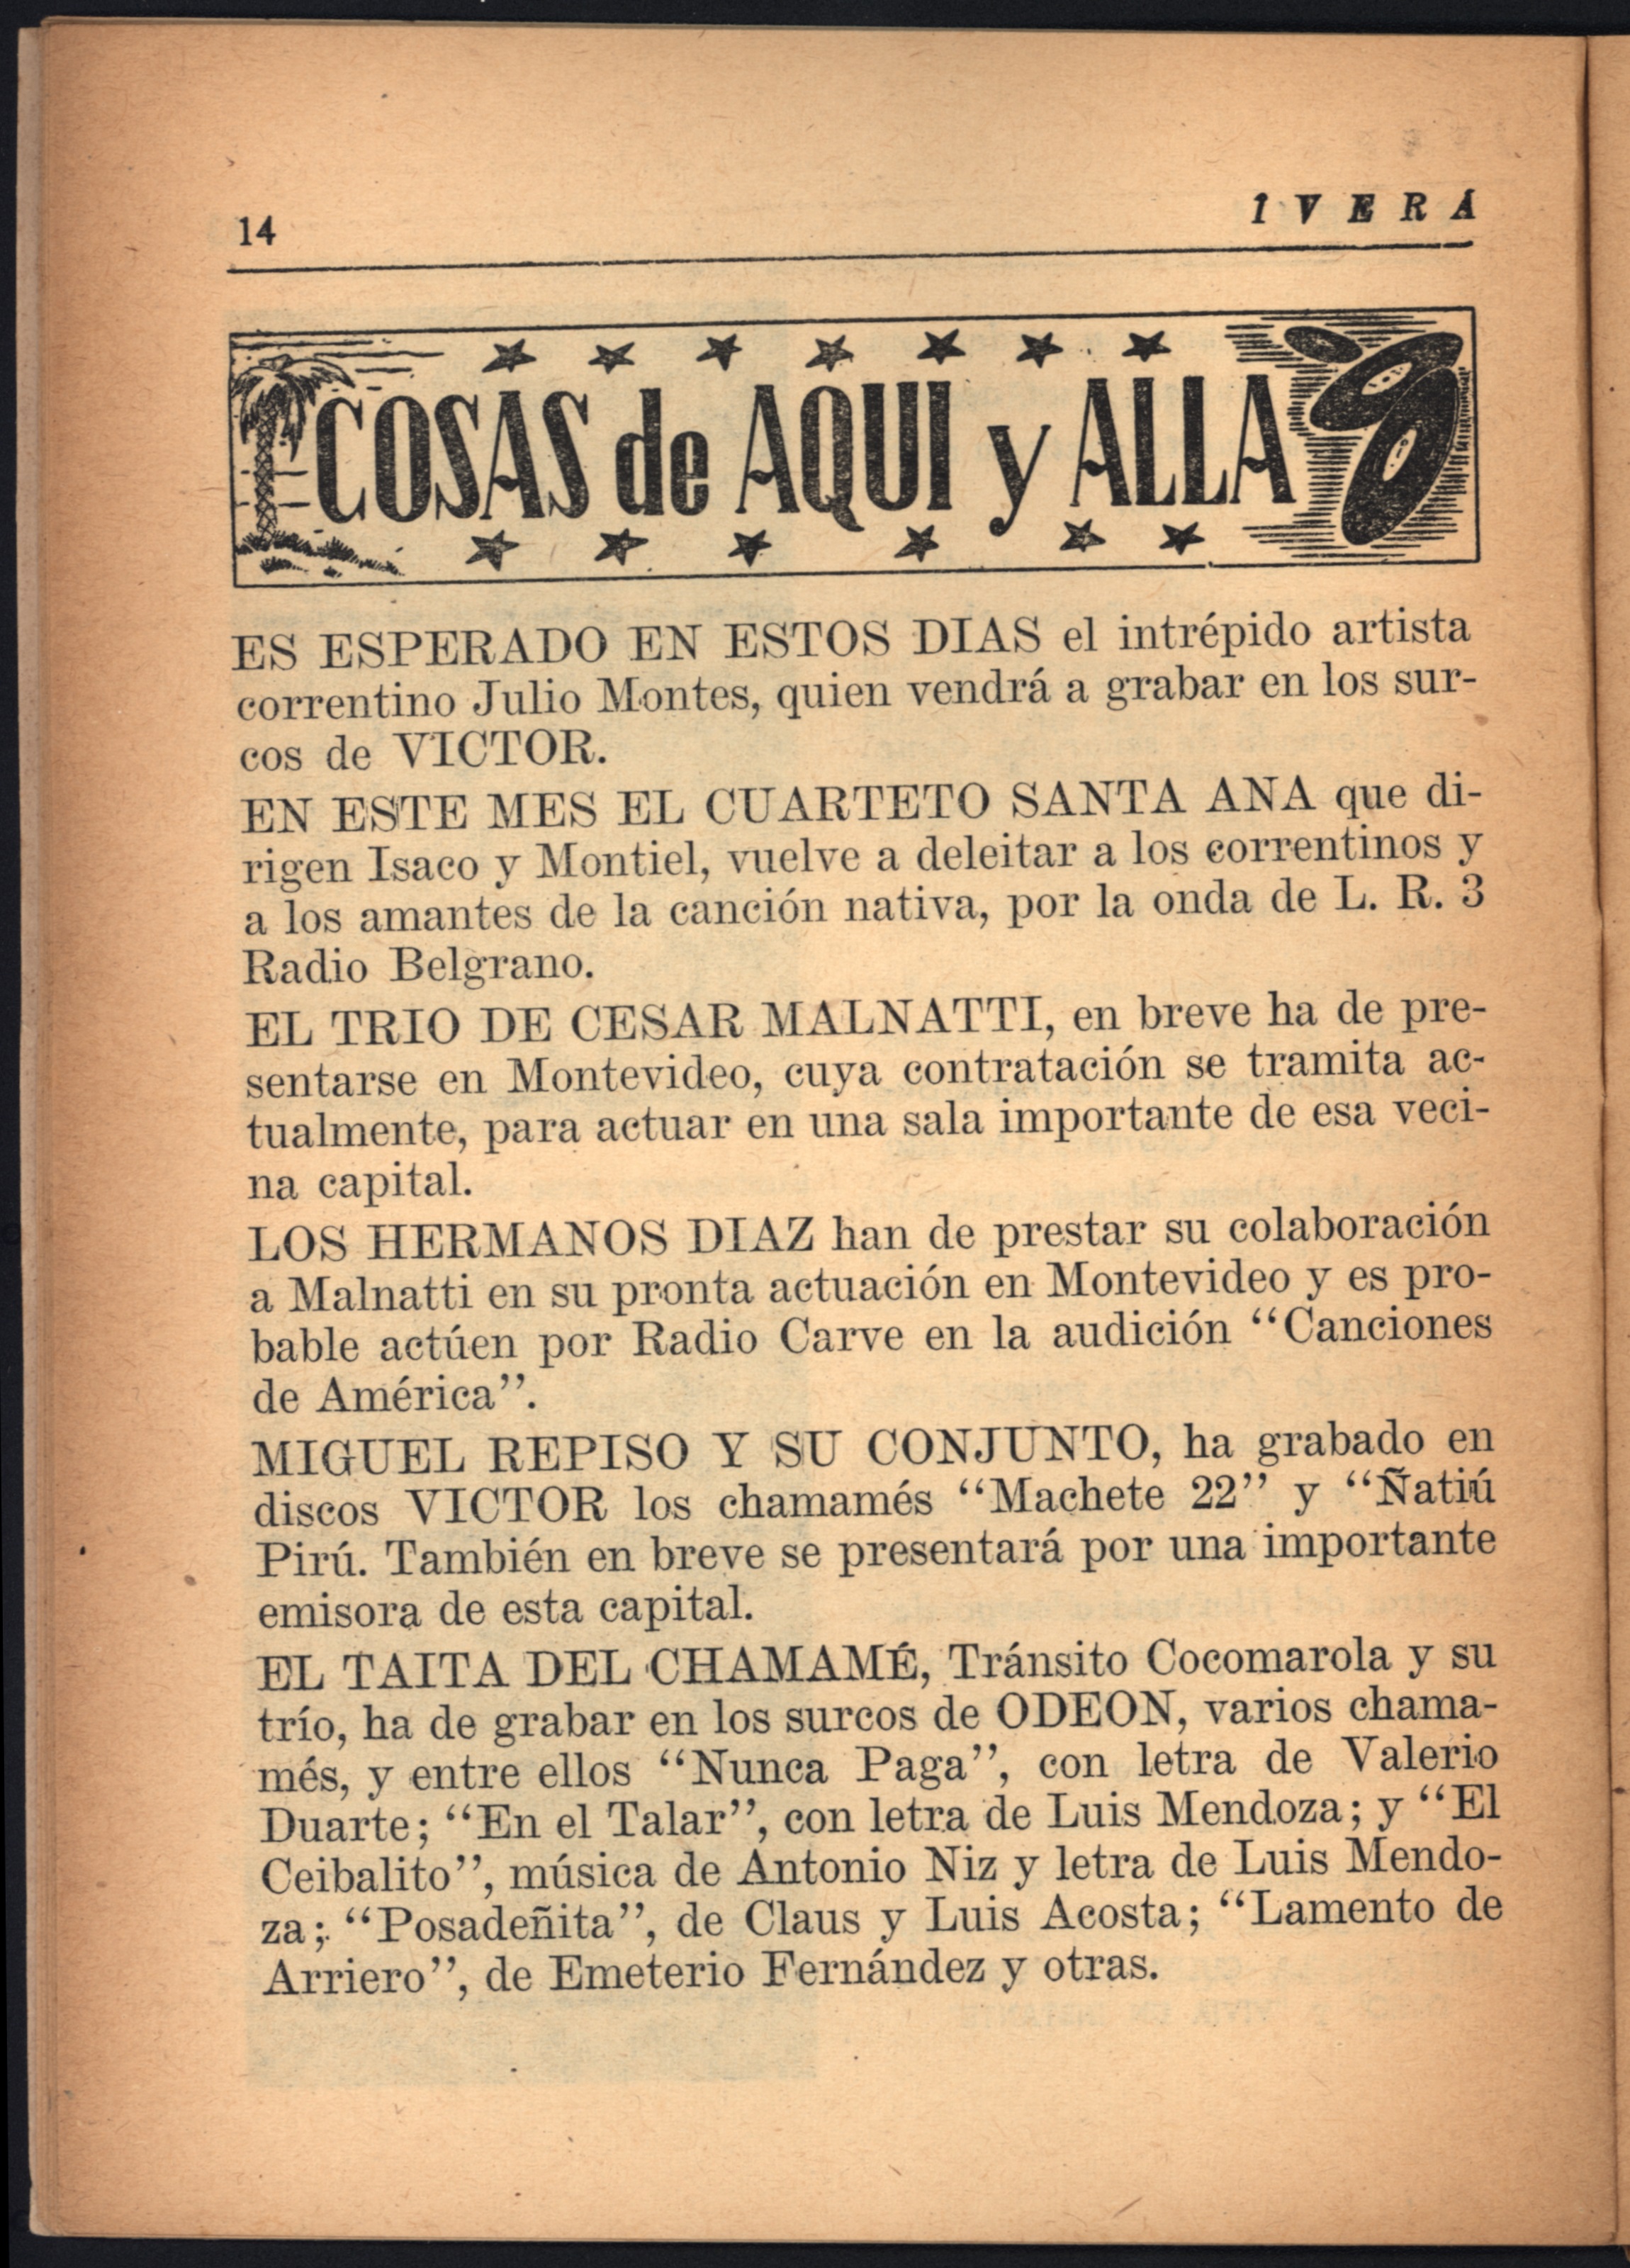 14
IVERÁ
COSAS de AQUI y ALLA
ES ESPERADO EN ESTOS DIAS el intrépido artista
correntino Julio Montes, quien vendrá a grabar en los sur-
cos de VICTOR.
EN ESTE MES EL CUARTETO SANTA ANA que di-
rigen Isaco y Montiel, vuelve a deleitar a los correntinos y
a los amantes de la canción nativa, por la onda de L. R. 3
Radio Belgrano.
EL TRIO DE CESAR MALNATTI, en breve ha de pre-
sentarse en Montevideo, cuya contratación se tramita ac-
tualmente, para actuar en una sala importante de esa veci-
na capital.
LOS HERMANOS DIAZ han de prestar su colaboración
a Malnatti en su pronta actuación en Montevideo y es pro-
bable actúen por Radio Carve en la audición “Canciones
de América”.
MIGUEL REPISO Y SU CONJUNTO, ha grabado en
discos VICTOR los chamamés “Machete 22” y “Ñatiú
Pirú. También en breve se presentará por una importante
emisora de esta capital.
EL TAITA DEL CHAMAMÉ, Tránsito Cocomarola y su
trío, ha de grabar en los surcos de ODEON, varios chama-
més, y entre ellos “Nunca Paga”, con letra de Valerio
Duarte; “En el Talar”, con letra de Luis Mendoza; y “El
Ceibalito”, música de Antonio Niz y letra de Luis Mendo-
za; “Posadeñita”, de Claus y Luis Acosta; “Lamento de
Arriero”, de Emeterio Fernández y otras.